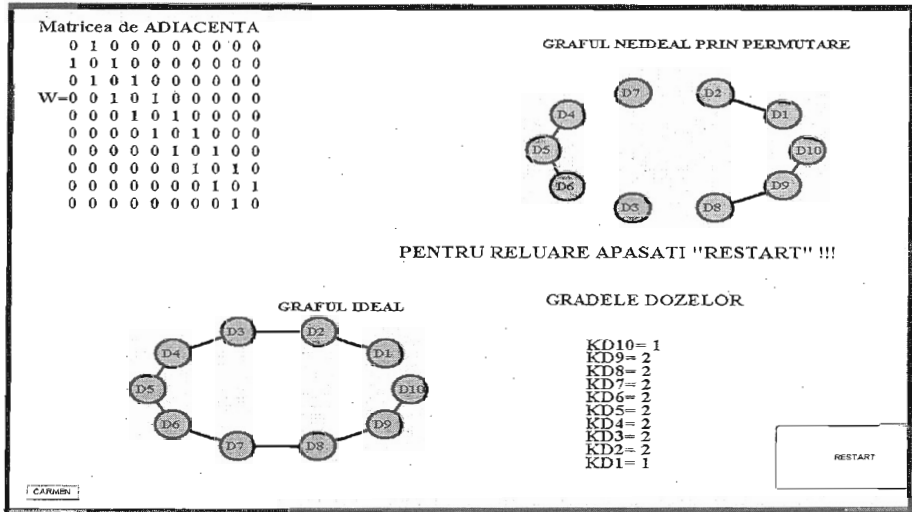 Matricea de ADIACENTA
0 1 0 0 0 0 0 0 0 0
1 0 1 0 0 0 0 0 0 0
0 1 0 1 0 0 0 0 0 0
W=0 0 1 0 1 0 0 0 0 0
0 0 0 1 0 1 0 0 0 0
0 0 0 0 1 0 1 0 0 0
0 0 0 0 0 1 0 1 0 0
0 0 0 0 0 0 1 0 1 0
0 0 0 0 0 0 0 1 0 1
0 0 0 0 0 0 0 0 1 0
GRAFUL NEIDEAL PRIN PERMUTARE
D7 D2
D4 D1
D5 D10
D6 D9
D3 D8
PENTRU RELUARE APASATI "RESTART" !!!
GRAFUL IDEAL
D3 D2
D4 D1
D5 D10
D6 D9
D7 D8
GRADELE DOZELOR
KD10= 1
KD9= 2
KD8= 2
KD7= 2
KD6= 2
KD5= 2
KD4= 2
KD3= 2
KD2= 2
KD1= 1
RESTART
CARMEN